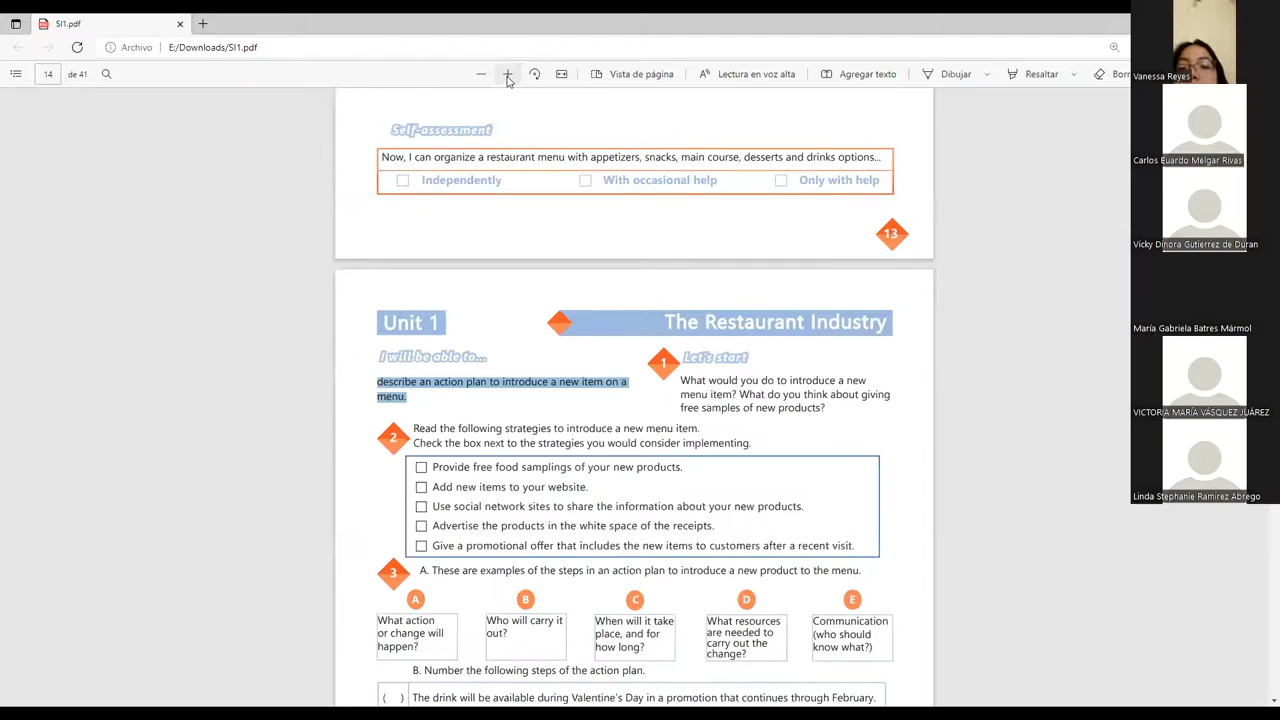 SI1.pdf
Archivo E:/Downloads/SI1.pdf
14 de 41
Vista de página
Lectura en voz alta
Agregar texto
Dibujar
Resaltar
Self-assessment
Now, I can organize a restaurant menu with appetizers, snacks, main course, desserts and drinks options...
Independently With occasional help Only with help
13
Unit 1 The Restaurant Industry
I will be able to...
describe an action plan to introduce a new item on a
menu.
1 Let's start
What would you do to introduce a new
menu item? What do you think about giving
free samples of new products?
2 Read the following strategies to introduce a new menu item.
Check the box next to the strategies you would consider implementing.
Provide free food samplings of your new products.
Add new items to your website.
Use social network sites to share the information about your new products.
Advertise the products in the white space of the receipts.
Give a promotional offer that includes the new items to customers after a recent visit.
3 A. These are examples of the steps in an action plan to introduce a new product to the menu.
A
What action
or change will
happen?
B
Who will carry it
out?
C
When will it take
place, and for
how long?
D
What resources
are needed to
carry out the
change?
E
Communication
(who should
know what?)
B. Number the following steps of the action plan.
( ) The drink will be available during Valentine's Day in a promotion that continues through February.
Vanessa Reyes
Carlos Euardo Melgar Rivas
Vicky Dinora Gutierrez de Duran
María Gabriela Batres Mármol
VICTORIA MARÍA VÁSQUEZ JUÁREZ
Linda Stephanie Ramirez Abrego